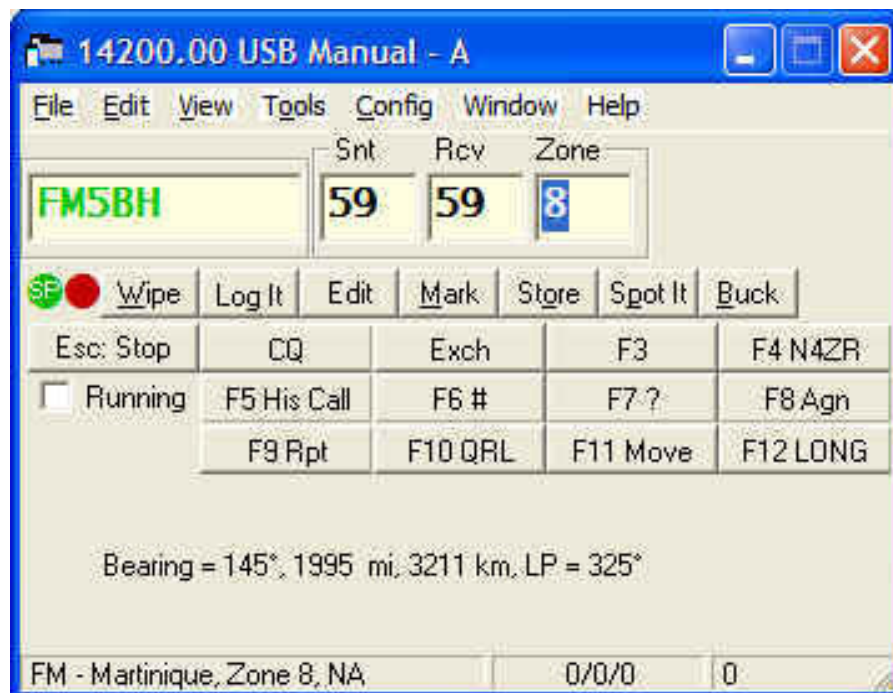 14200.00 USB Manual - A
File Edit View Tools Config Window Help
Snt Rcv Zone
FM5BH 59 59 8
SP Wipe Log It Edit Mark Store Spot It Buck
Esc: Stop CQ Exch F3 F4 N4ZR
Running F5 His Call F6 # F7 ? F8 Agn
F9 Rpt F10 QRL F11 Move F12 LONG
Bearing = 145°, 1995 mi, 3211 km, LP = 325°
FM - Martinique, Zone 8, NA 0/0/0 0